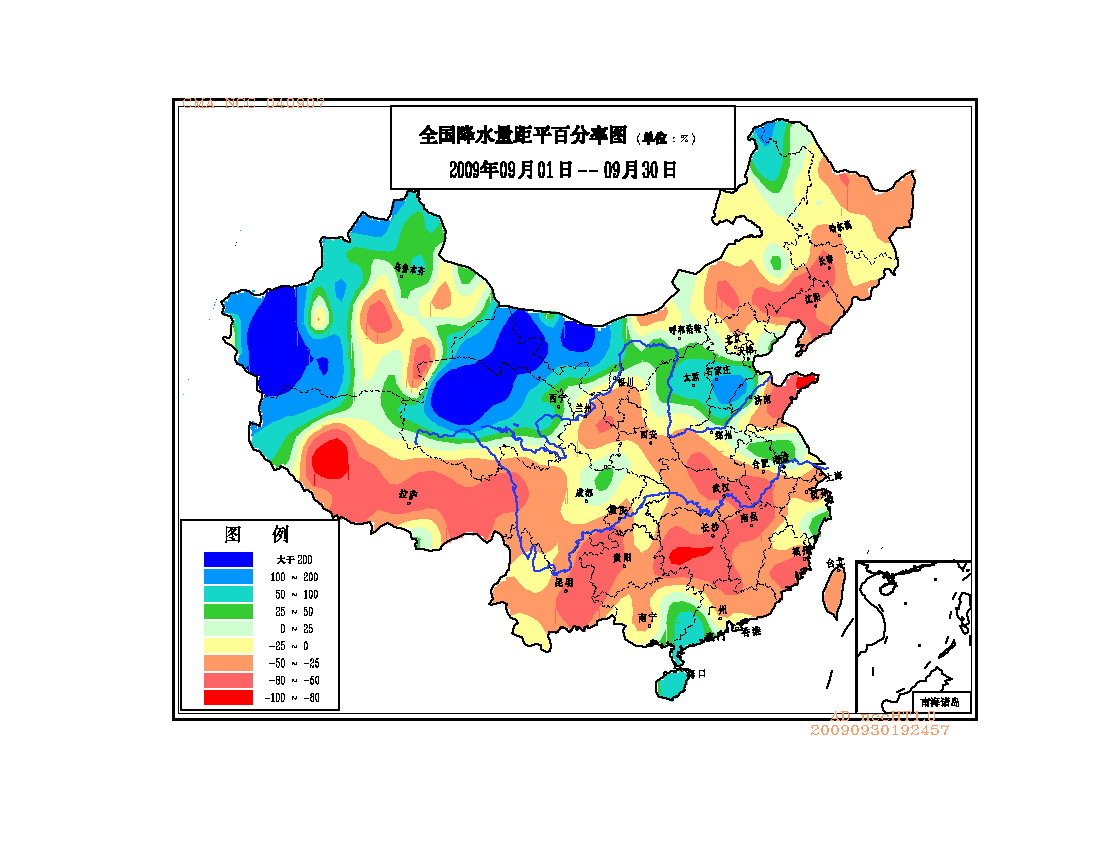 CMA NCC 040907
全国降水量距平百分率图 (单位：%)
2009年09月01日 -- 09月30日
哈尔滨
长春
沈阳
乌鲁木齐
呼和浩特
北京
天津
石家庄
太原
银川
济南
西宁
兰州
郑州
西安
合肥
南京
上海
成都
武汉
杭州
拉萨
重庆
南昌
长沙
贵阳
福州
台北
昆明
南宁
广州
香港
澳门
海口
图 例
大于 200
100 ~ 200
50 ~ 100
25 ~ 50
0 ~ 25
-25 ~ 0
-50 ~ -25
-80 ~ -50
-100 ~ -80
南海诸岛
20090930192457